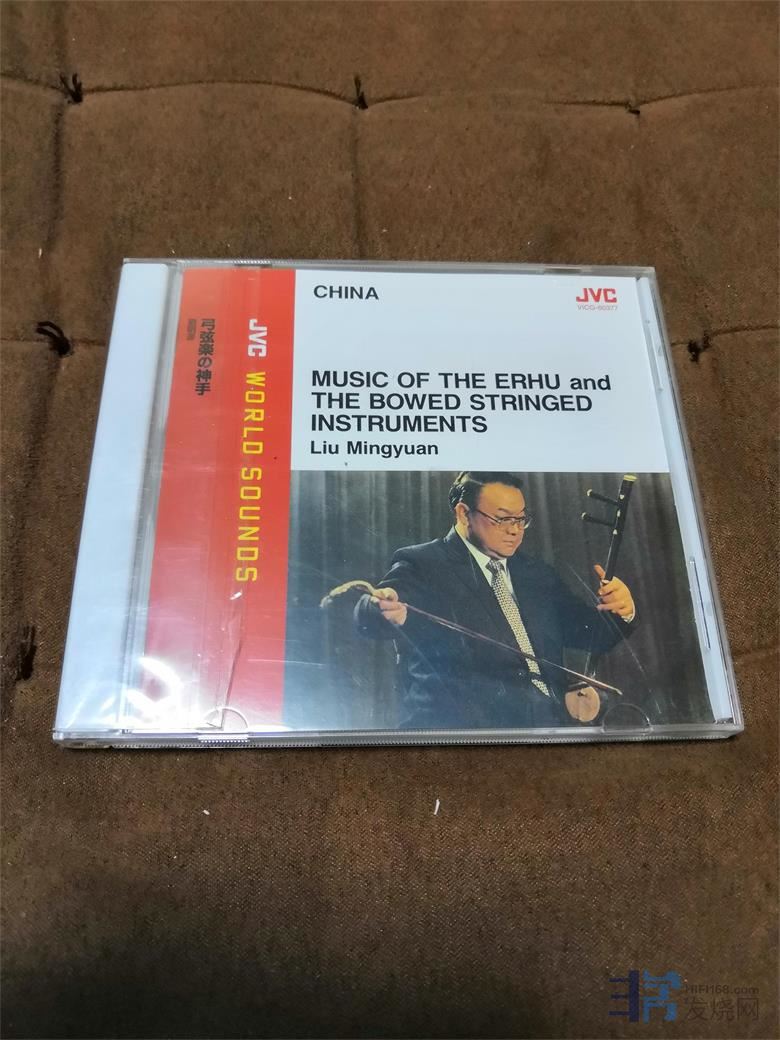 CHINA
JVC
VICG-60377
MUSIC OF THE ERHU and
THE BOWED STRINGED
INSTRUMENTS
Liu Mingyuan
JVC WORLD SOUNDS
弓弦楽の神手
HIFI168.com
发烧网